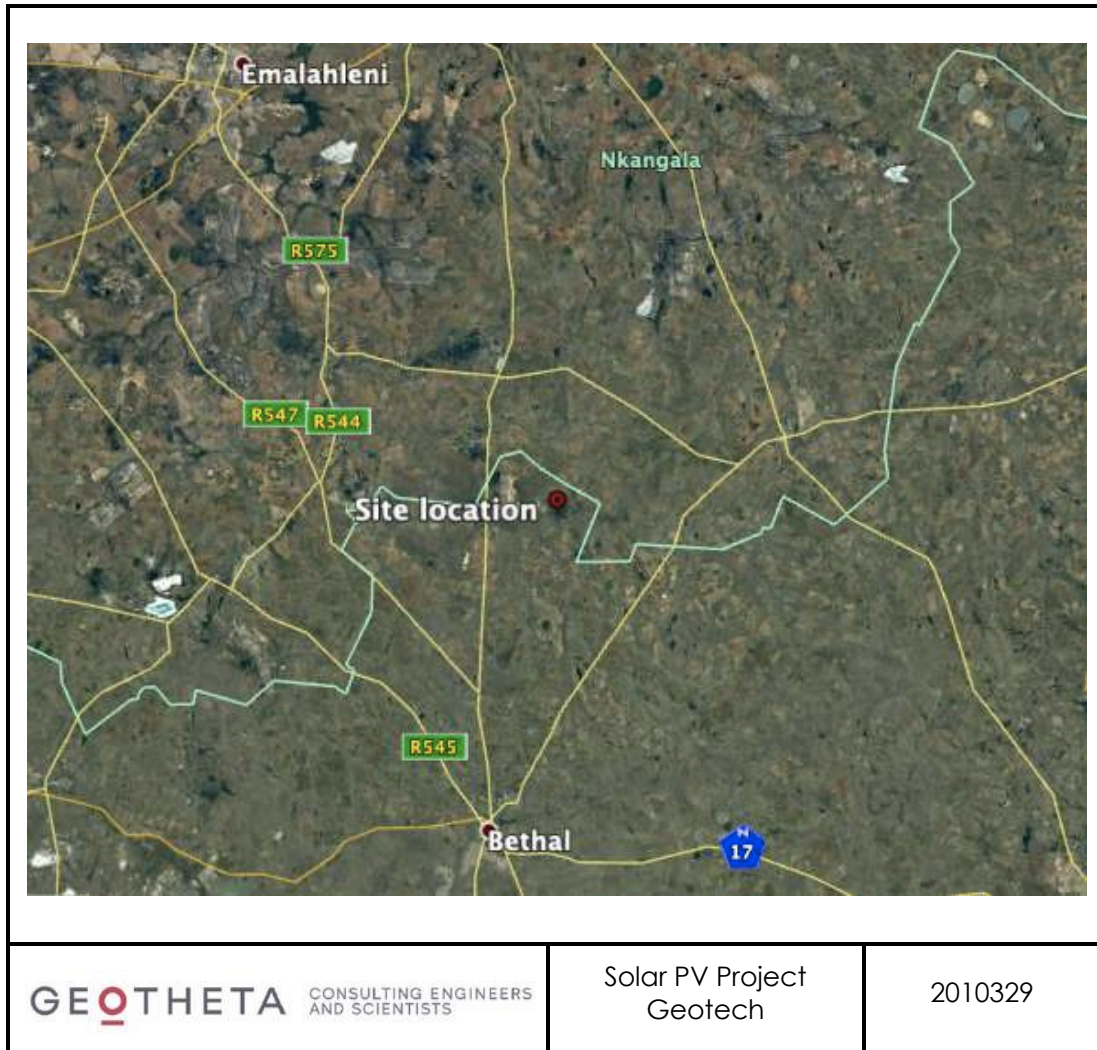 Emalahleni
Nkangala
R575
R547
R544
Site location
R545
Bethal
N
17
GEOTHETA
CONSULTING ENGINEERS
AND SCIENTISTS
Solar PV Project
Geotech
2010329